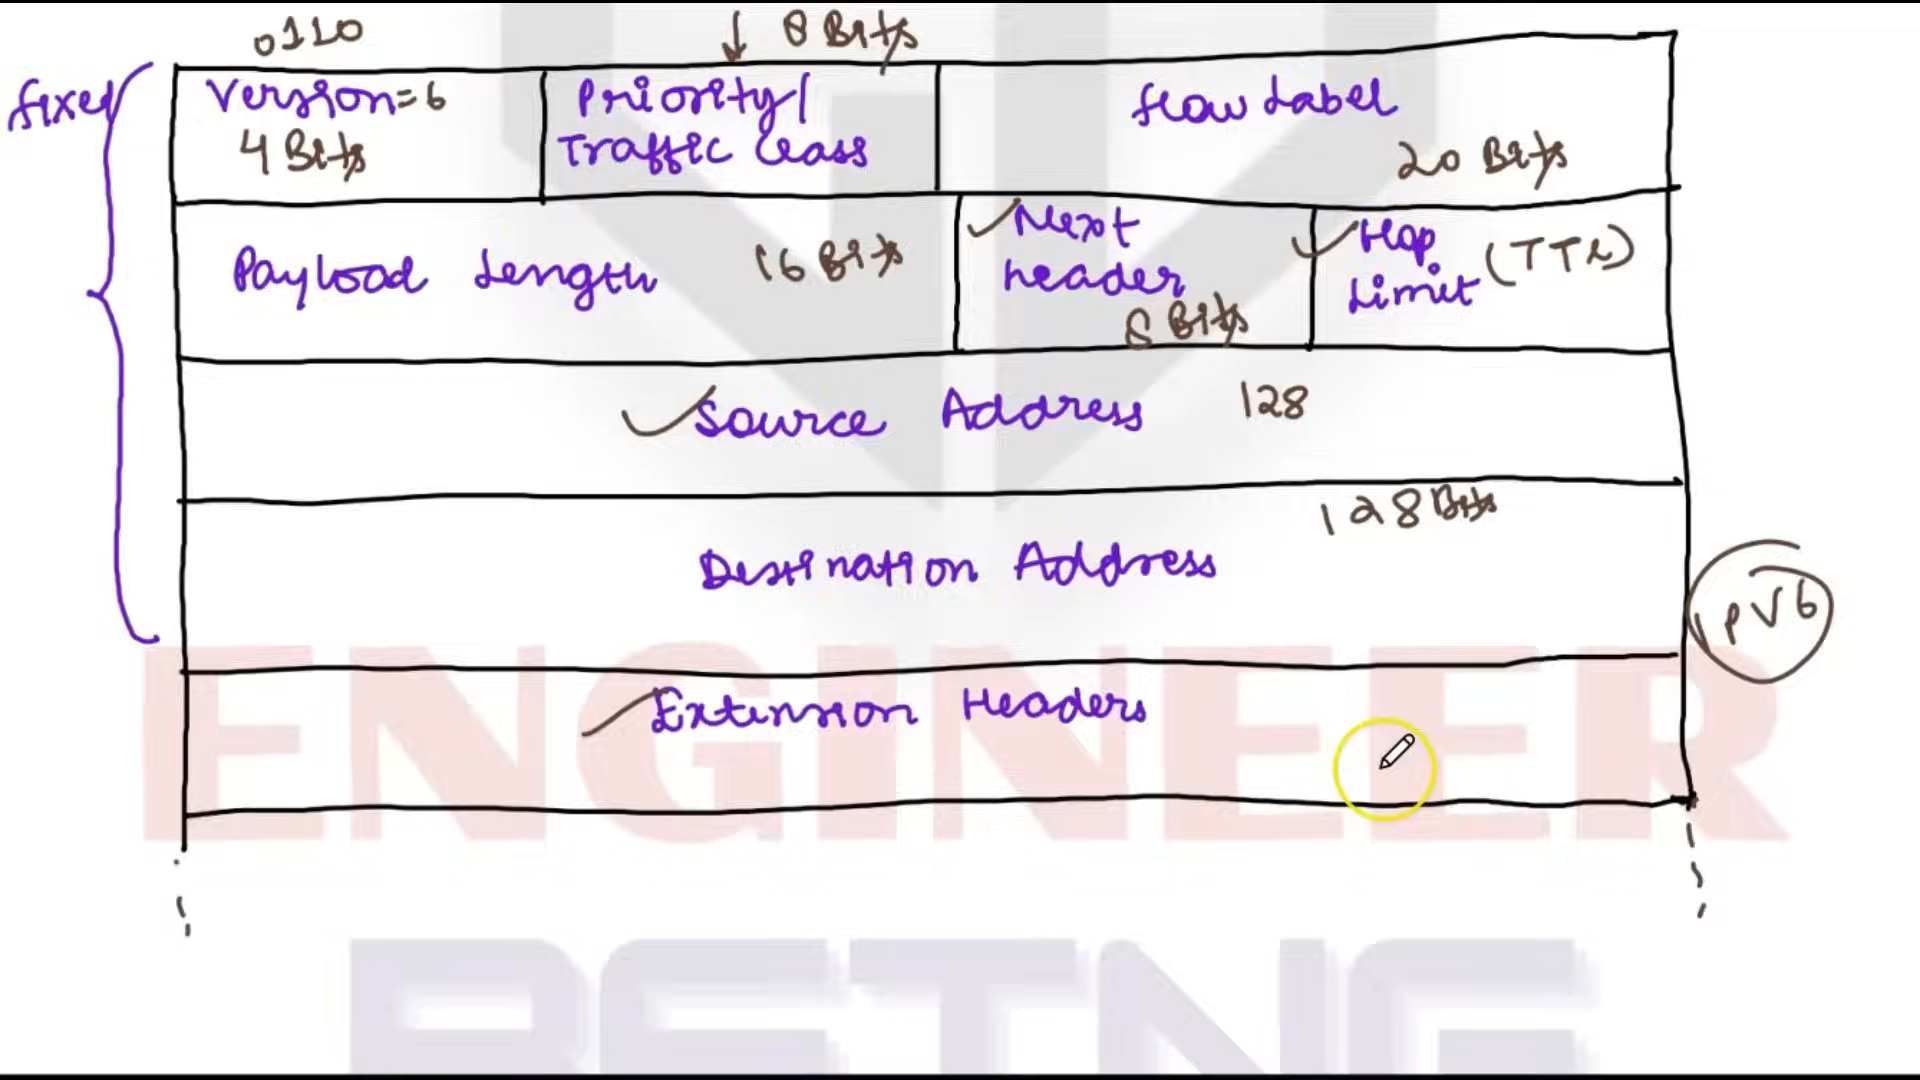 0110
↓ 8 Bits
fixed
Version=6
4 Bits
Priority/
Traffic Class
flow Label
20 Bits
Payload Length 16 Bits
Next
header
8 Bits
Hop
Limit (TTL)
Source Address 128
128 Bits
Destination Address
IPV6
Extension Headers
ENGINEER
BEING